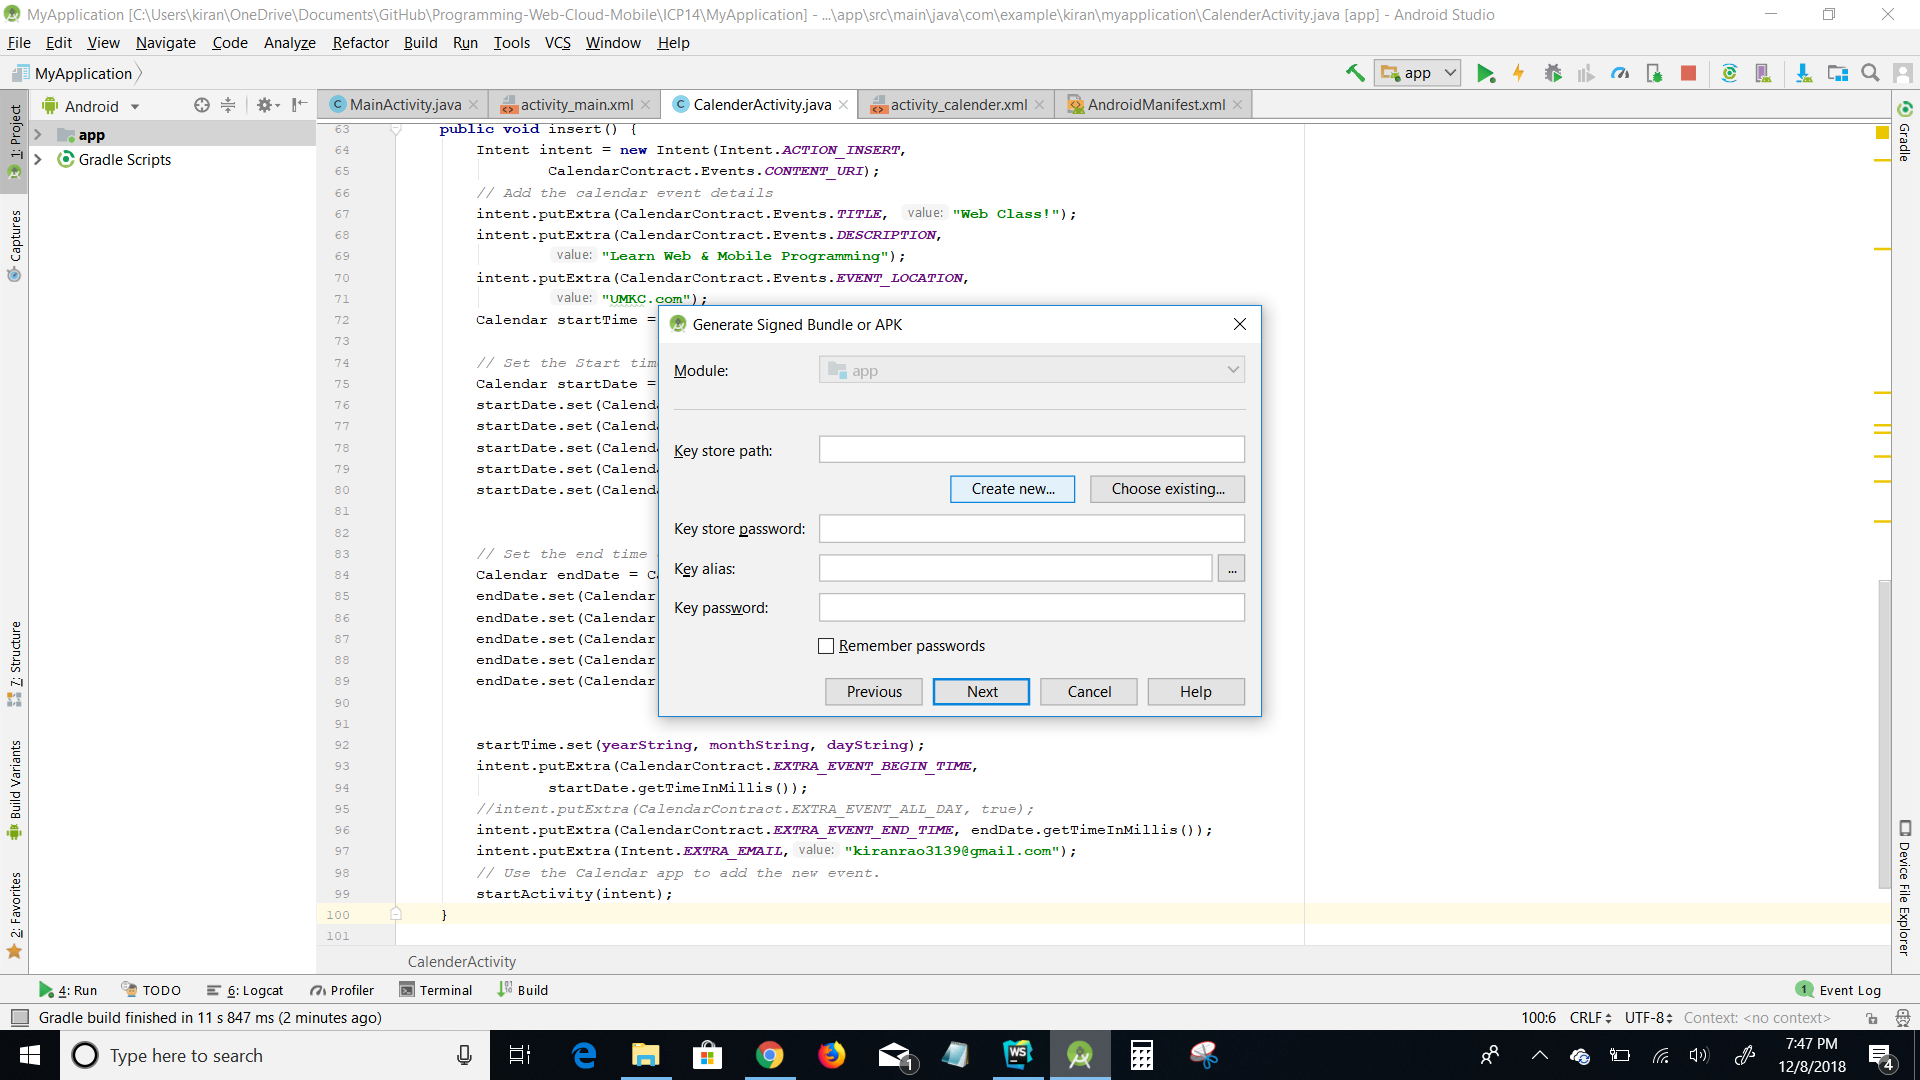 MyApplication [C:\Users\kiran\OneDrive\Documents\GitHub\Programming-Web-Cloud-Mobile\ICP14\MyApplication] - ...\app\src\main\java\com\example\kiran\myapplication\CalenderActivity.java [app] - Android Studio
File Edit View Navigate Code Analyze Refactor Build Run Tools VCS Window Help
MyApplication
app
1: Project
Captures
7: Structure
Build Variants
2: Favorites
Android
app
Gradle Scripts
MainActivity.java activity_main.xml CalenderActivity.java activity_calender.xml AndroidManifest.xml
63 public void insert() {
64 Intent intent = new Intent(Intent.ACTION_INSERT,
65 CalendarContract.Events.CONTENT_URI);
66 // Add the calendar event details
67 intent.putExtra(CalendarContract.Events.TITLE, value: "Web Class!");
68 intent.putExtra(CalendarContract.Events.DESCRIPTION,
69 value: "Learn Web & Mobile Programming");
70 intent.putExtra(CalendarContract.Events.EVENT_LOCATION,
71 value: "UMKC.com");
72 Calendar startTime =
73
74 // Set the Start tim
75 Calendar startDate =
76 startDate.set(Calend
77 startDate.set(Calend
78 startDate.set(Calend
79 startDate.set(Calend
80 startDate.set(Calend
81
82
83 // Set the end time
84 Calendar endDate = C
85 endDate.set(Calendar
86 endDate.set(Calendar
87 endDate.set(Calendar
88 endDate.set(Calendar
89 endDate.set(Calendar
90
91
92 startTime.set(yearString, monthString, dayString);
93 intent.putExtra(CalendarContract.EXTRA_EVENT_BEGIN_TIME,
94 startDate.getTimeInMillis());
95 //intent.putExtra(CalendarContract.EXTRA_EVENT_ALL_DAY, true);
96 intent.putExtra(CalendarContract.EXTRA_EVENT_END_TIME, endDate.getTimeInMillis());
97 intent.putExtra(Intent.EXTRA_EMAIL, value: "kiranrao3139@gmail.com");
98 // Use the Calendar app to add the new event.
99 startActivity(intent);
100 }
101
CalenderActivity
Generate Signed Bundle or APK
Module: app
Key store path:
Create new... Choose existing...
Key store password:
Key alias: ...
Key password:
Remember passwords
Previous Next Cancel Help
Gradle
Device File Explorer
4: Run TODO 6: Logcat Profiler Terminal Build 1 Event Log
Gradle build finished in 11 s 847 ms (2 minutes ago) 100:6 CRLF UTF-8 Context: <no context>
Type here to search
WS
1
7:47 PM
12/8/2018
4